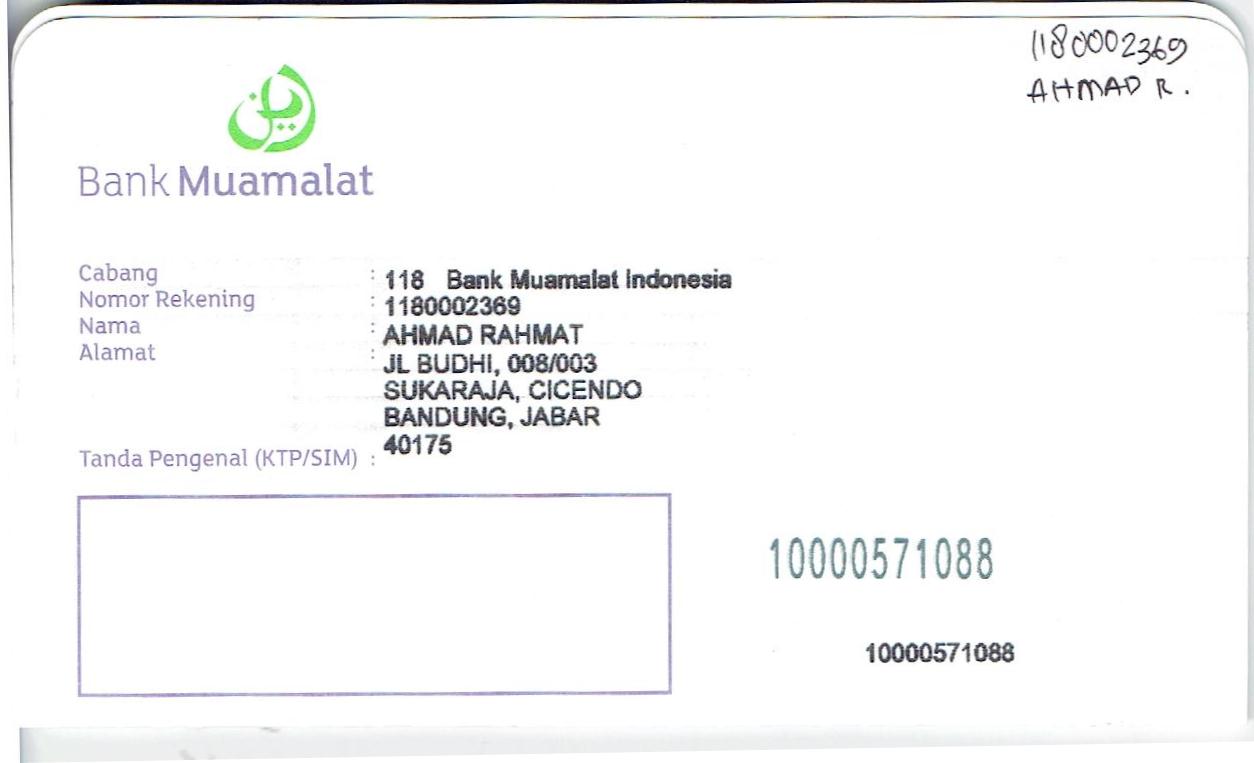 1180002369
AHMAD R.
Bank Muamalat
Cabang : 118 Bank Muamalat Indonesia
Nomor Rekening : 1180002369
Nama : AHMAD RAHMAT
Alamat : JL BUDHI, 008/003
SUKARAJA, CICENDO
BANDUNG, JABAR
40175
Tanda Pengenal (KTP/SIM) :
10000571088
10000571088